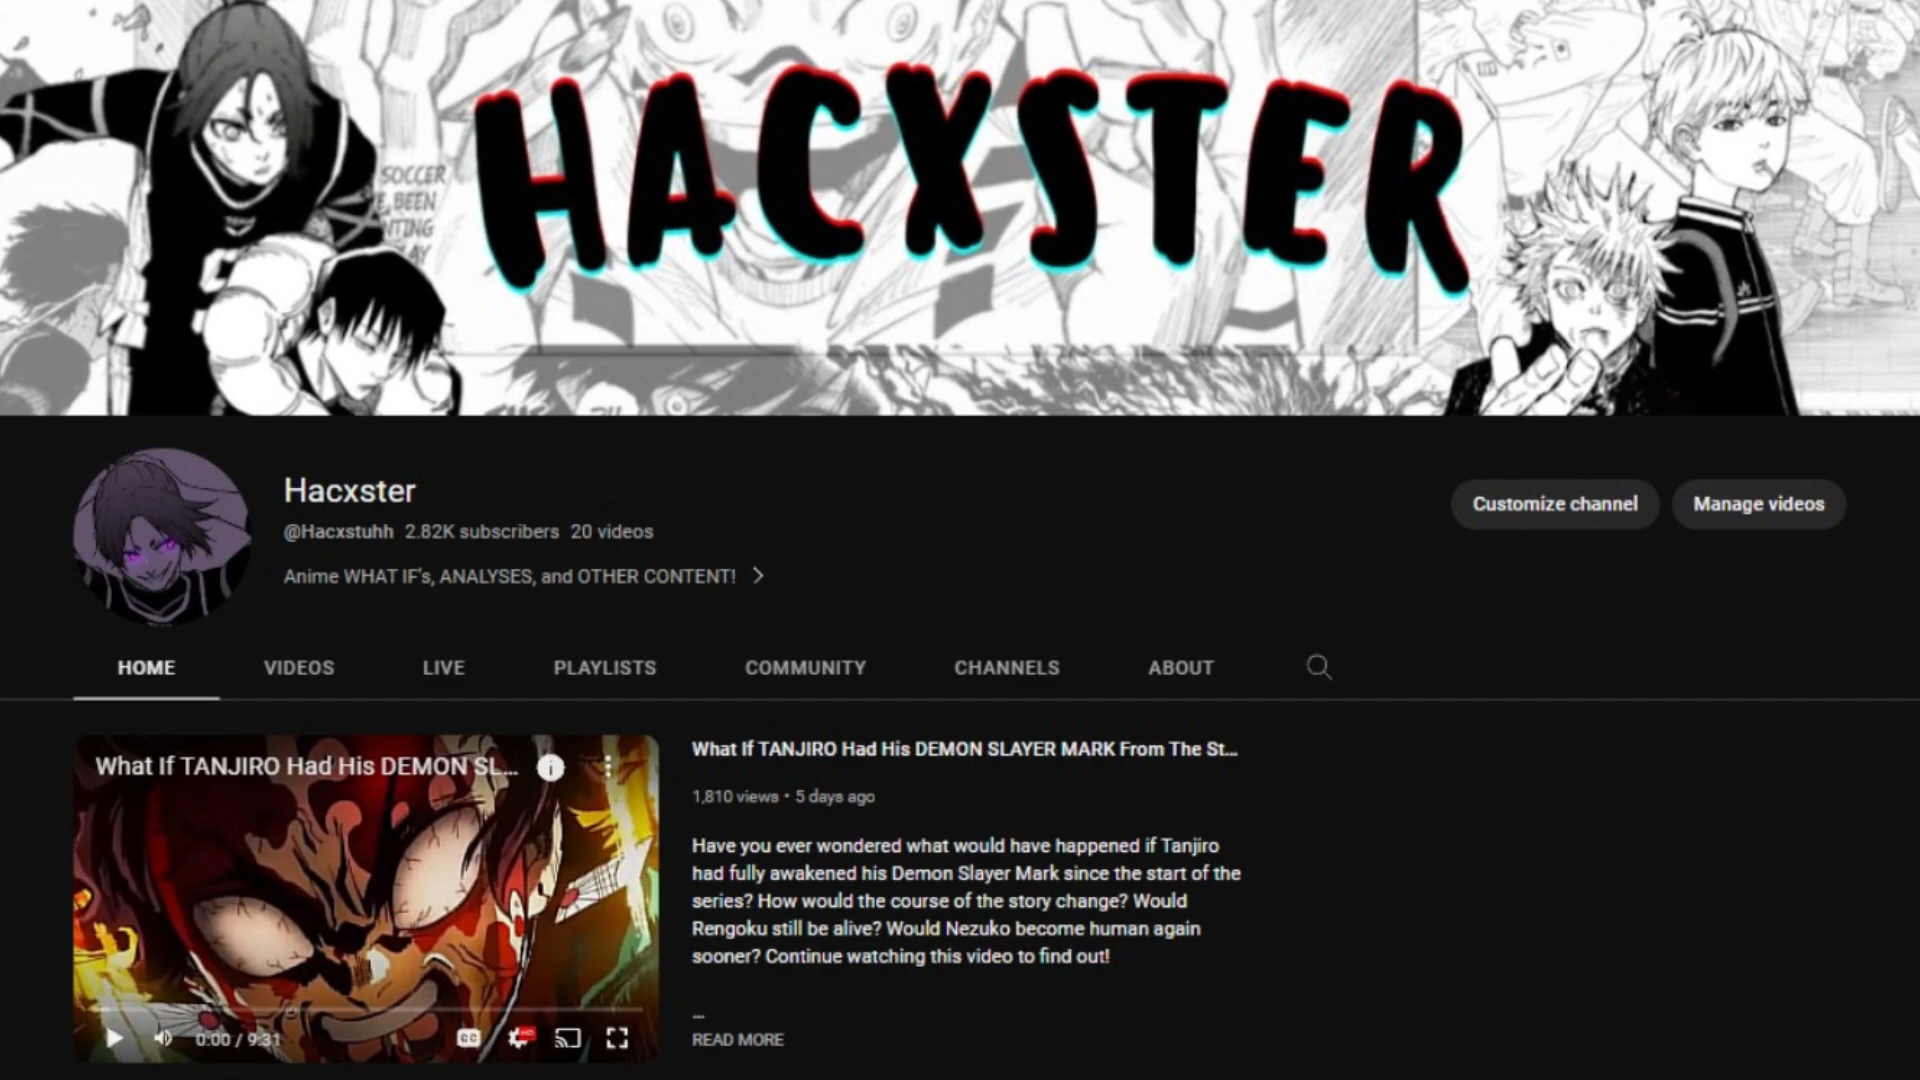 HACXSTER
SOCCER
BEEN
Hacxster
@Hacxstuhh 2.82K subscribers 20 videos
Anime WHAT IF's, ANALYSES, and OTHER CONTENT!
Customize channel
Manage videos
HOME VIDEOS LIVE PLAYLISTS COMMUNITY CHANNELS ABOUT
What If TANJIRO Had His DEMON SL...
0:00 / 9:31
What If TANJIRO Had His DEMON SLAYER MARK From The St...
1,810 views • 5 days ago
Have you ever wondered what would have happened if Tanjiro
had fully awakened his Demon Slayer Mark since the start of the
series? How would the course of the story change? Would
Rengoku still be alive? Would Nezuko become human again
sooner? Continue watching this video to find out!
...
READ MORE